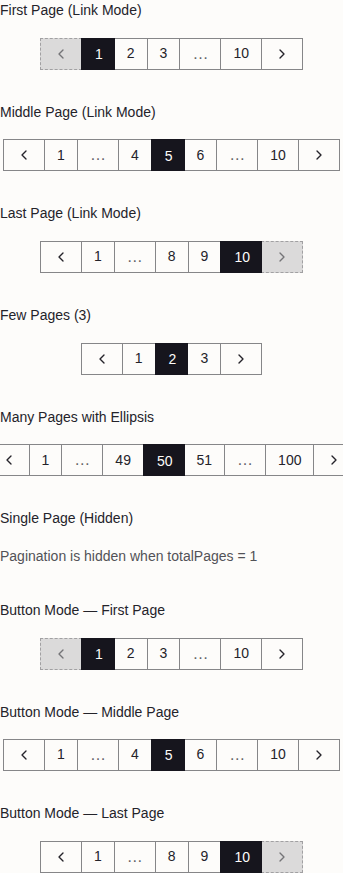 First Page (Link Mode)
1 2 3 ... 10
Middle Page (Link Mode)
1 ... 4 5 6 ... 10
Last Page (Link Mode)
1 ... 8 9 10
Few Pages (3)
1 2 3
Many Pages with Ellipsis
1 ... 49 50 51 ... 100
Single Page (Hidden)
Pagination is hidden when totalPages = 1
Button Mode — First Page
1 2 3 ... 10
Button Mode — Middle Page
1 ... 4 5 6 ... 10
Button Mode — Last Page
1 ... 8 9 10